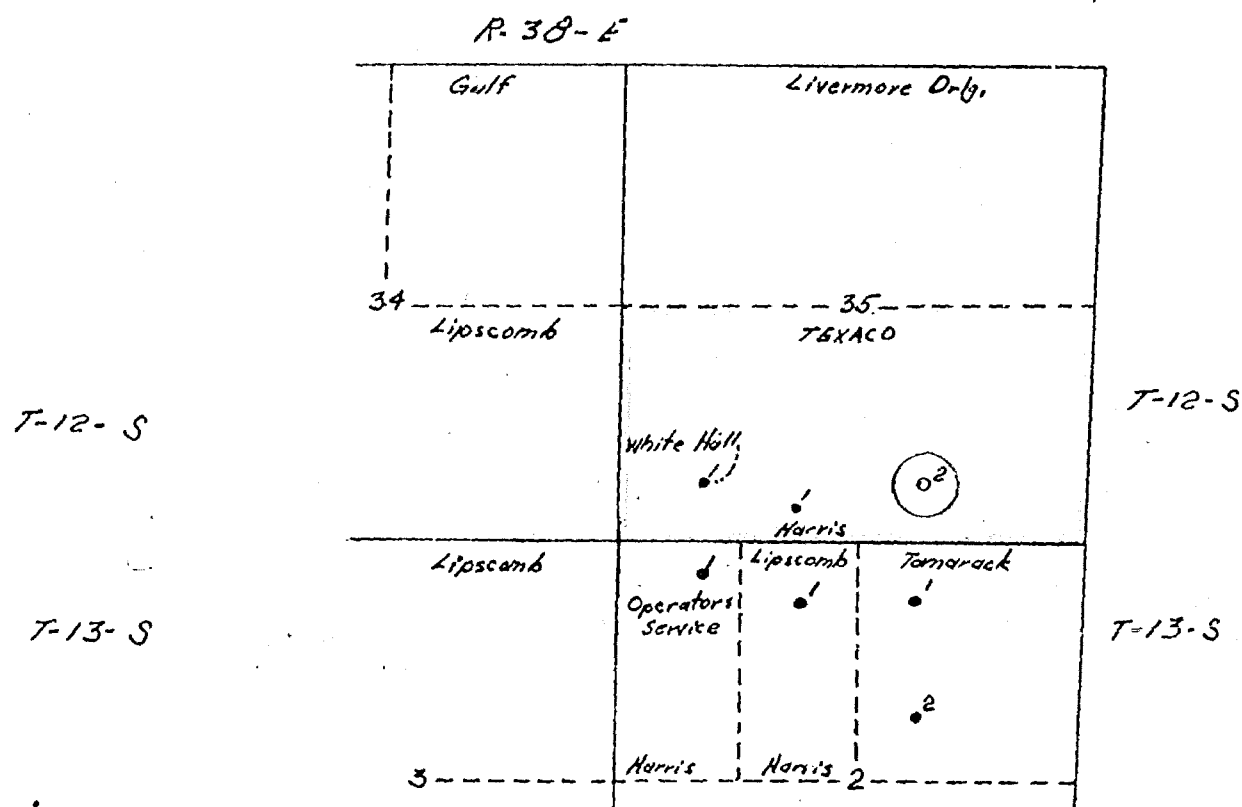 R-38-E
Gulf
Livermore Drlg.
34
35
Lipscomb
TEXACO
T-12-S
T-12-S
White Hall
1
2
1
Harris
Lipscomb
Lipscomb
Tamarack
1
Operators
Service
1
1
T-13-S
T-13-S
2
3
Harris
Harris
2